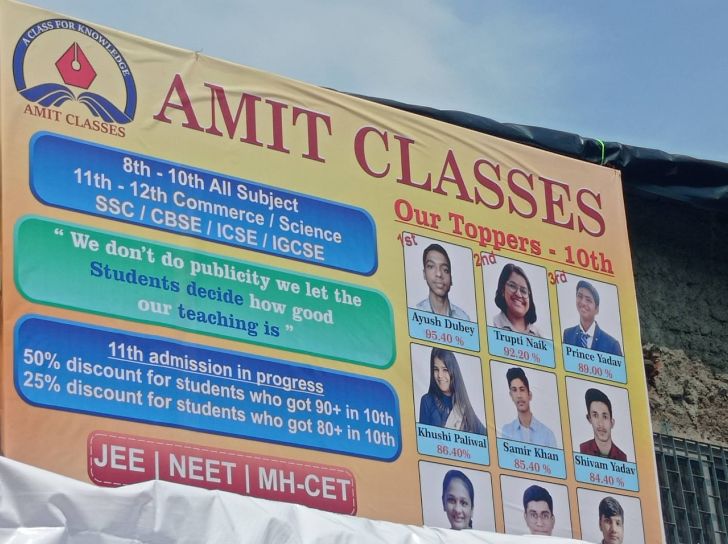 A CLASS FOR KNOWLEDGE
AMIT CLASSES
AMIT CLASSES
8th - 10th All Subject
11th - 12th Commerce / Science
SSC / CBSE / ICSE / IGCSE
“ We don't do publicity we let the
Students decide how good
our teaching is ”
11th admission in progress
50% discount for students who got 90+ in 10th
25% discount for students who got 80+ in 10th
JEE | NEET | MH-CET
Our Toppers - 10th
1st
Ayush Dubey
95.40 %
2nd
Trupti Naik
92.20 %
3rd
Prince Yadav
89.00 %
Khushi Paliwal
86.40%
Samir Khan
85.40 %
Shivam Yadav
84.40 %